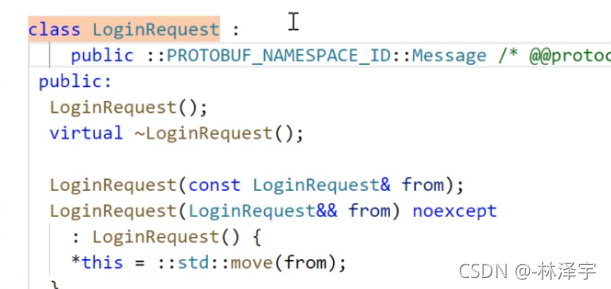 class LoginRequest :
public ::PROTOBUF_NAMESPACE_ID::Message /* @@protoc
public:
LoginRequest();
virtual ~LoginRequest();
LoginRequest(const LoginRequest& from);
LoginRequest(LoginRequest&& from) noexcept
: LoginRequest() {
*this = ::std::move(from);
}
CSDN @-林泽宇